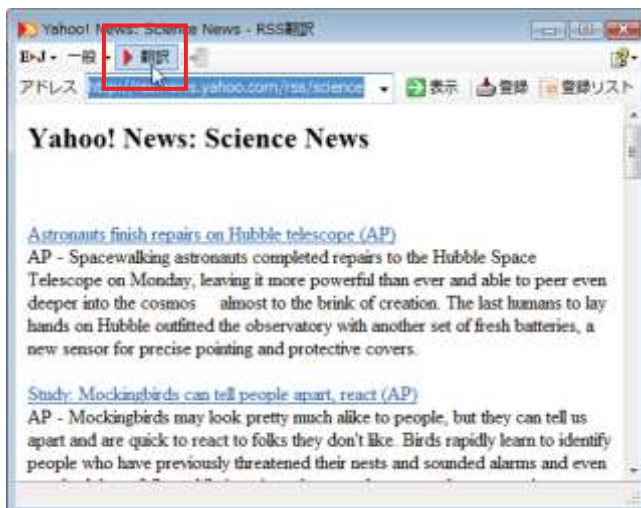 Yahoo! News: Science News - RSS翻訳
E▸J 一般 翻訳
アドレス yahoo.com/rss/science 表示 登録 登録リスト
Yahoo! News: Science News
Astronauts finish repairs on Hubble telescope (AP)
AP - Spacewalking astronauts completed repairs to the Hubble Space
Telescope on Monday, leaving it more powerful than ever and able to peer even
deeper into the cosmos almost to the brink of creation. The last humans to lay
hands on Hubble outfitted the observatory with another set of fresh batteries, a
new sensor for precise pointing and protective covers.
Study: Mockingbirds can tell people apart, react (AP)
AP - Mockingbirds may look pretty much alike to people, but they can tell us
apart and are quick to react to folks they don't like. Birds rapidly learn to identify
people who have previously threatened their nests and sounded alarms and even